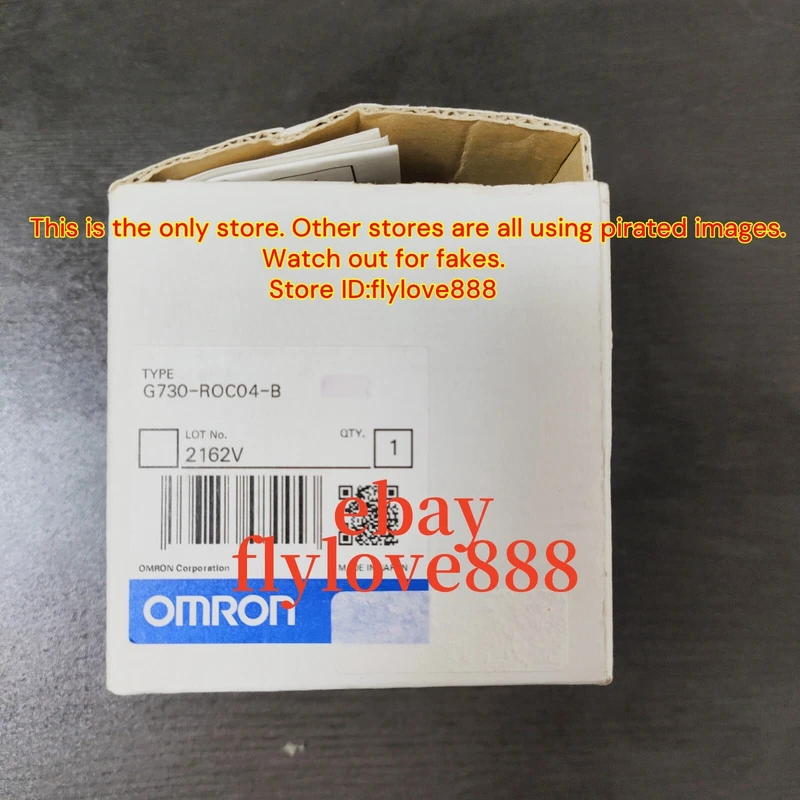 This is the only store. Other stores are all using pirated images.
Watch out for fakes.
Store ID:flylove888
TYPE
G730-ROC04-B
LOT No.
QTY.
2162V
1
ebay
OMRON Corporation
MADE IN JAPAN
flylove888
OMRON